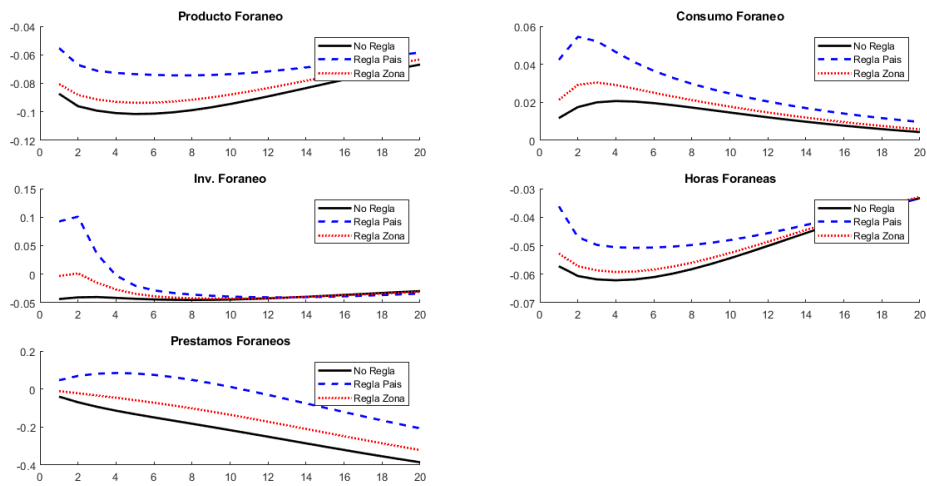 Producto Foraneo
-0.04
-0.06
-0.08
-0.1
-0.12
0 2 4 6 8 10 12 14 16 18 20
No Regla
Regla Pais
Regla Zona
Consumo Foraneo
0.06
0.04
0.02
0
0 2 4 6 8 10 12 14 16 18 20
No Regla
Regla Pais
Regla Zona
Inv. Foraneo
0.15
0.1
0.05
0
-0.05
0 2 4 6 8 10 12 14 16 18 20
No Regla
Regla Pais
Regla Zona
Horas Foraneas
-0.03
-0.04
-0.05
-0.06
-0.07
0 2 4 6 8 10 12 14 16 18 20
No Regla
Regla Pais
Regla Zona
Prestamos Foraneos
0.2
0
-0.2
-0.4
0 2 4 6 8 10 12 14 16 18 20
No Regla
Regla Pais
Regla Zona